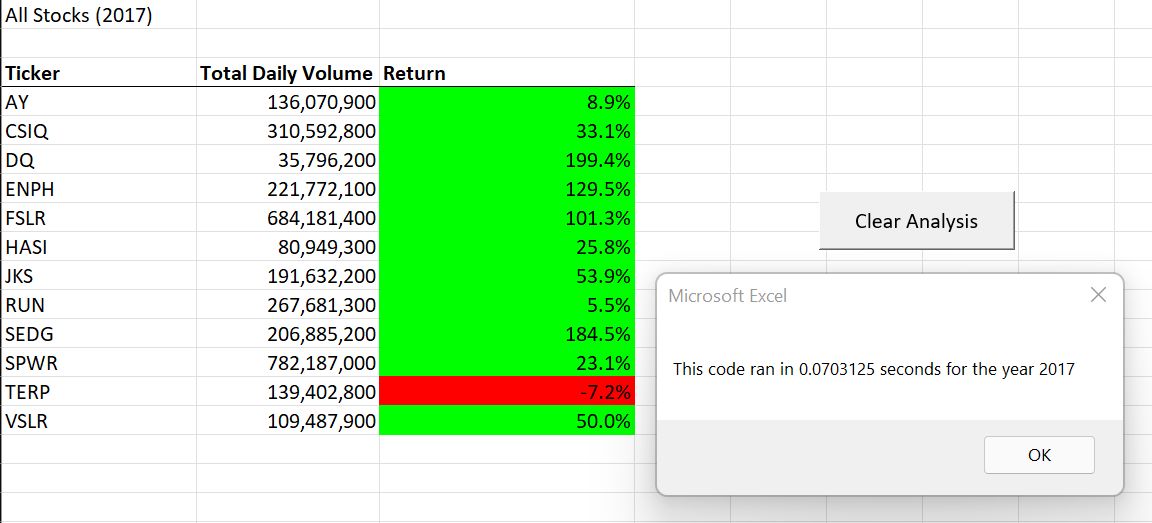 All Stocks (2017)
Ticker Total Daily Volume Return
AY 136,070,900 8.9%
CSIQ 310,592,800 33.1%
DQ 35,796,200 199.4%
ENPH 221,772,100 129.5%
FSLR 684,181,400 101.3%
HASI 80,949,300 25.8%
JKS 191,632,200 53.9%
RUN 267,681,300 5.5%
SEDG 206,885,200 184.5%
SPWR 782,187,000 23.1%
TERP 139,402,800 -7.2%
VSLR 109,487,900 50.0%
Clear Analysis
Microsoft Excel
This code ran in 0.0703125 seconds for the year 2017
OK